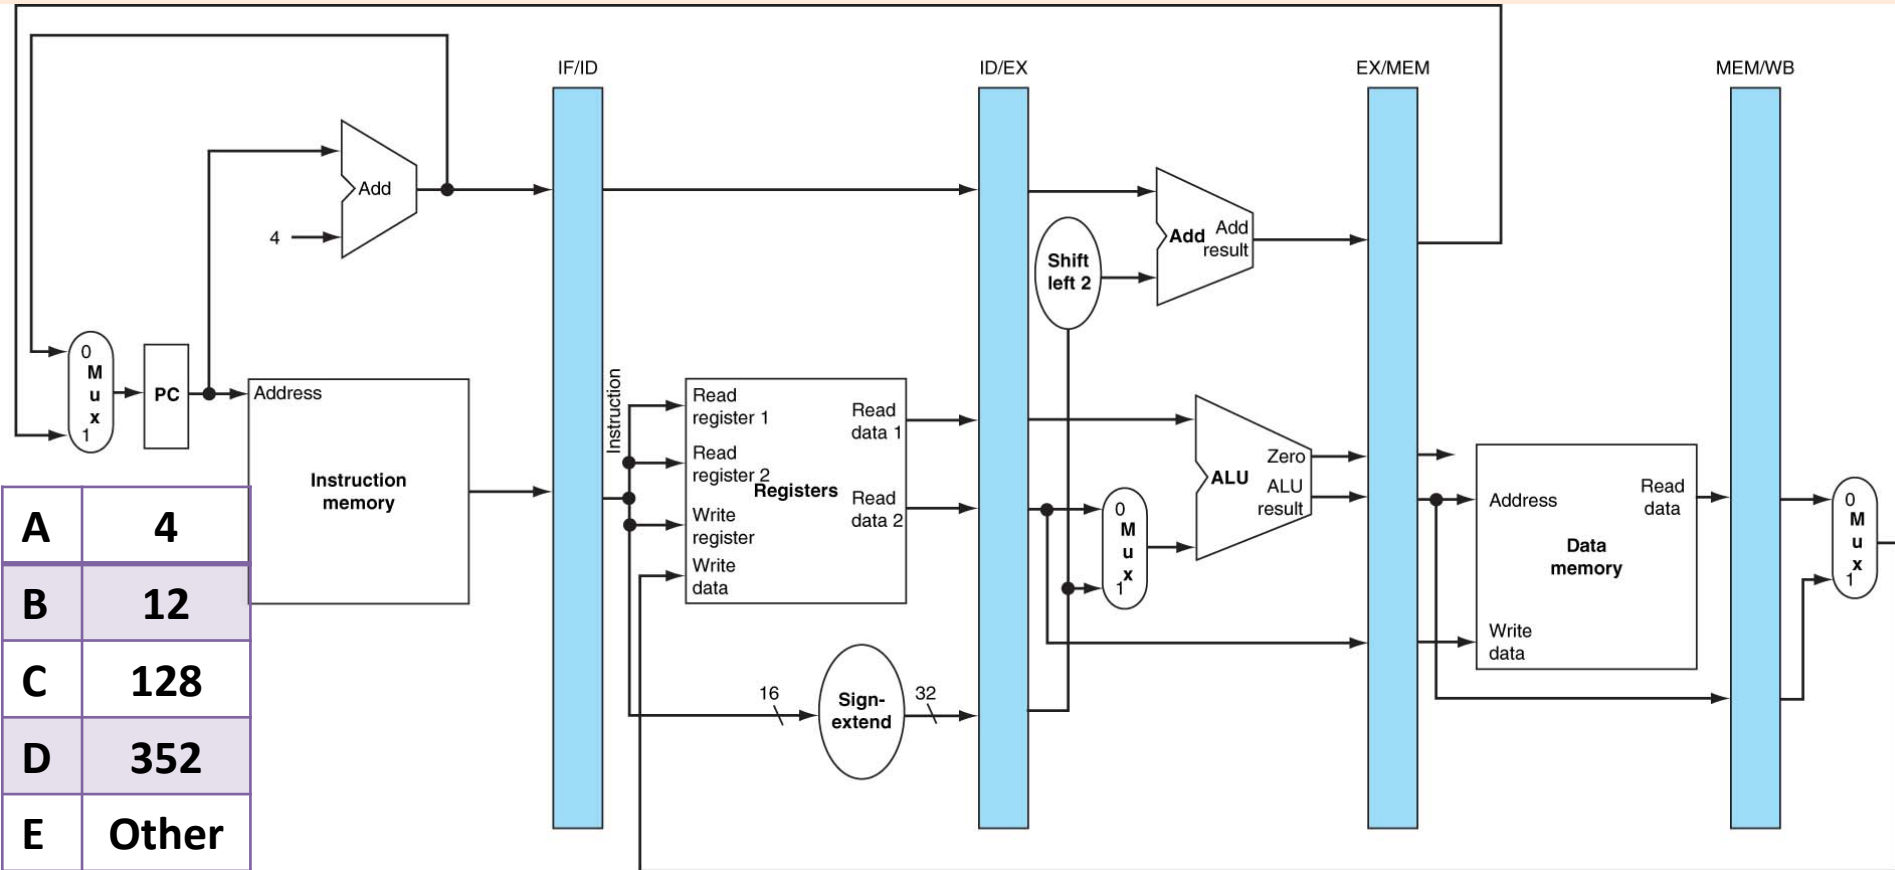 IF/ID
ID/EX
EX/MEM
MEM/WB
Add
4
Add
Add
result
Shift
left 2
0
M
u
x
1
PC
Address
Instruction
memory
Instruction
Read
register 1
Read
register 2
Registers
Write
register
Write
data
Read
data 1
Read
data 2
16
Sign-
extend
32
0
M
u
x
1
Zero
ALU
ALU
result
Address
Read
data
Data
memory
Write
data
0
M
u
x
1
A 4
B 12
C 128
D 352
E Other